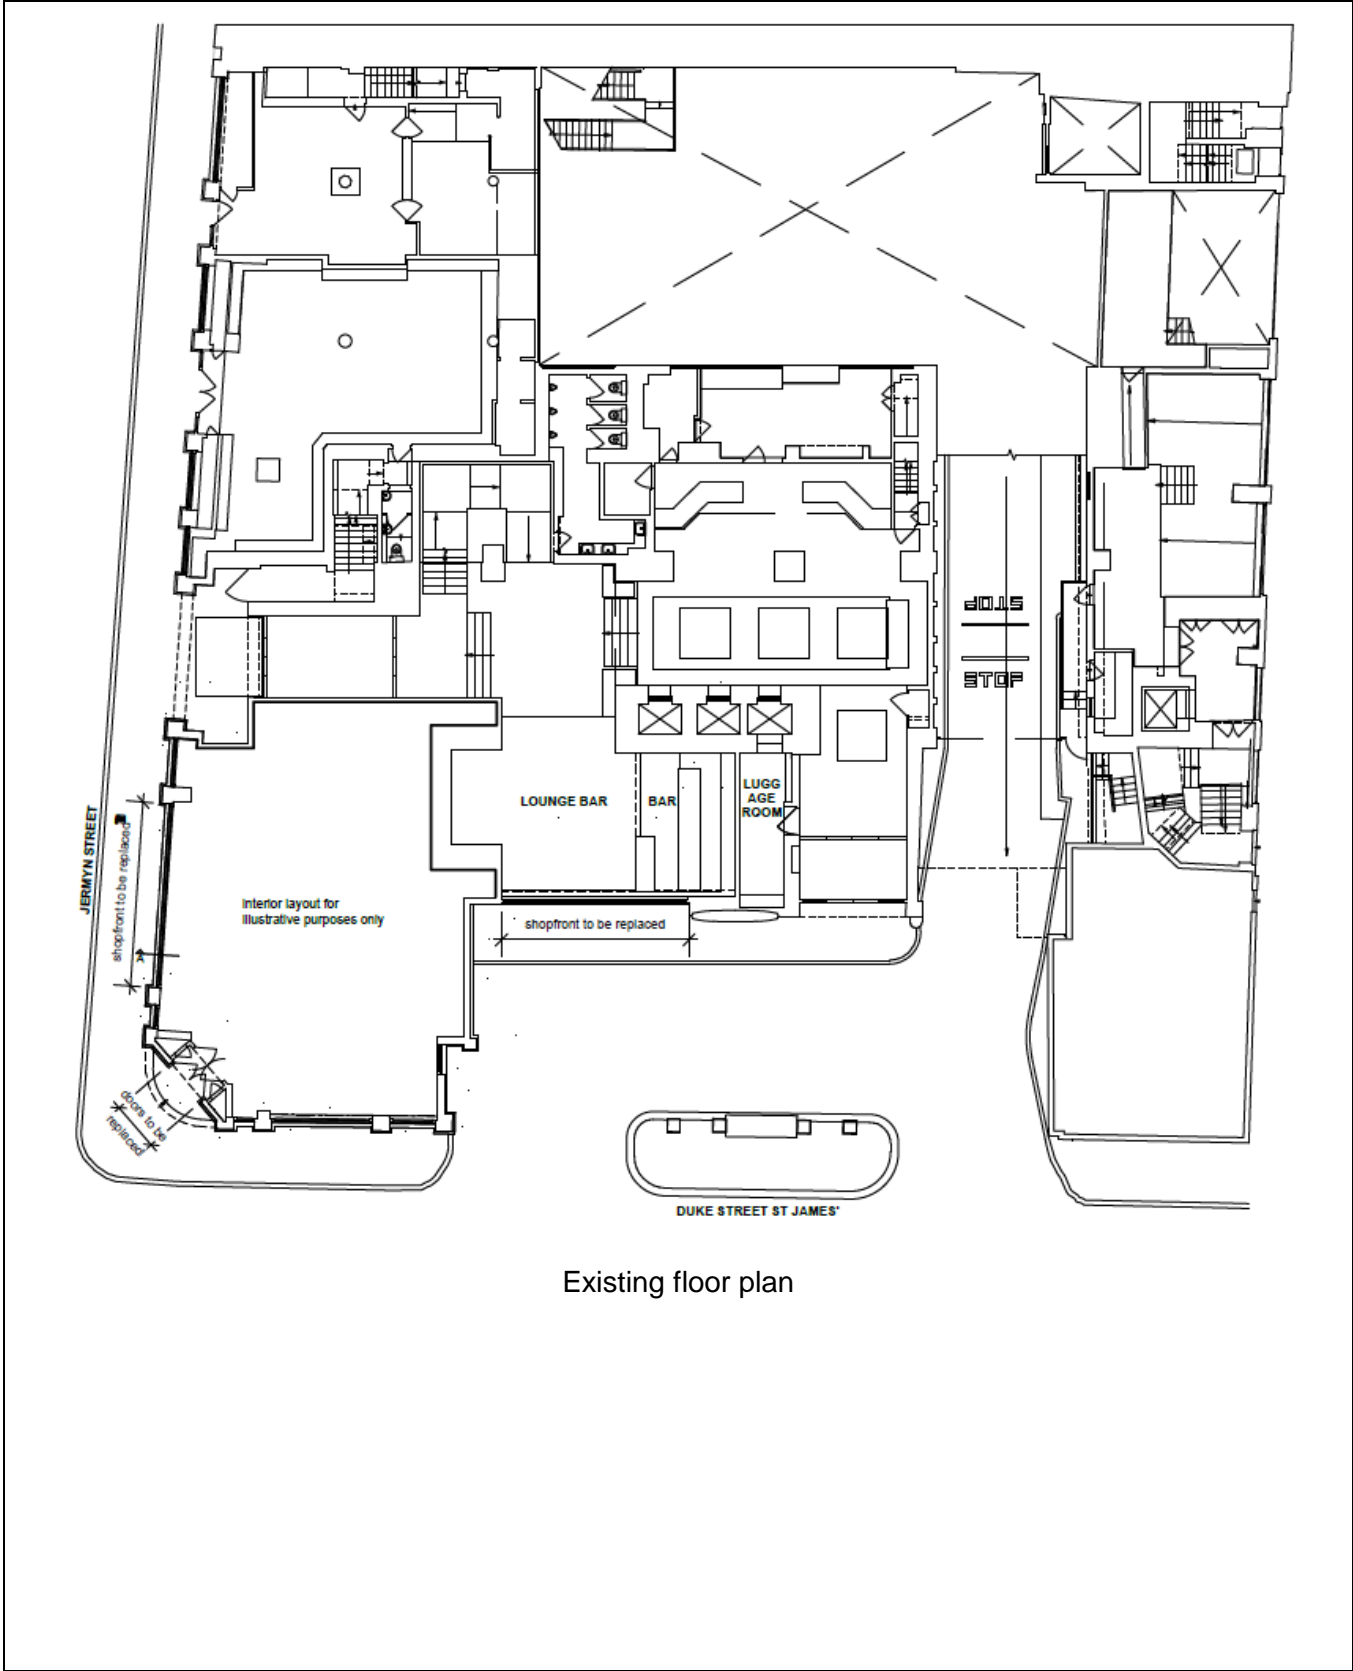 STOP
STOP
LOUNGE BAR
BAR
LUGG
AGE
ROOM
JERMYN STREET
shopfront to be replaced
Interior layout for
illustrative purposes only
shopfront to be replaced
A
doors to be
replaced
DUKE STREET ST JAMES'
Existing floor plan